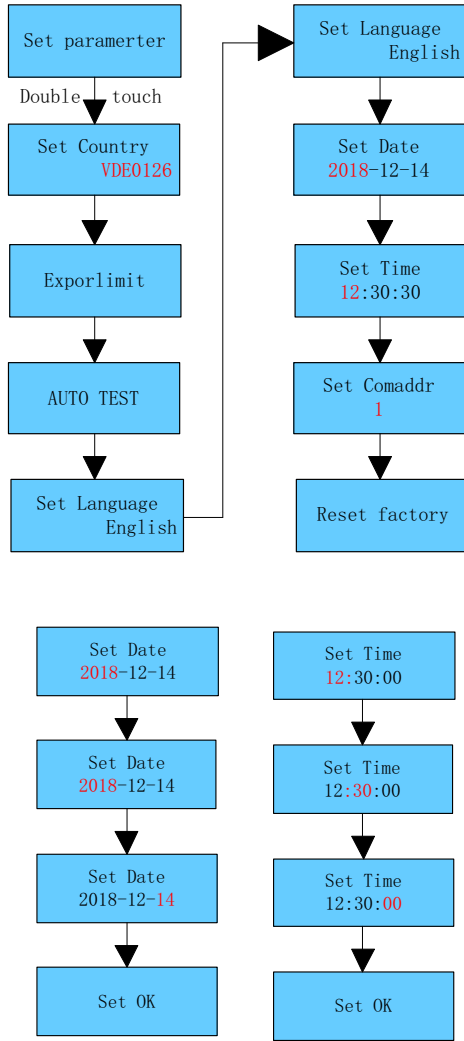 Set paramerter
Double touch
Set Country
VDE0126
Exporlimit
AUTO TEST
Set Language
English
Set Language
English
Set Date
2018-12-14
Set Time
12:30:30
Set Comaddr
1
Reset factory
Set Date
2018-12-14
Set Date
2018-12-14
Set Date
2018-12-14
Set OK
Set Time
12:30:00
Set Time
12:30:00
Set Time
12:30:00
Set OK